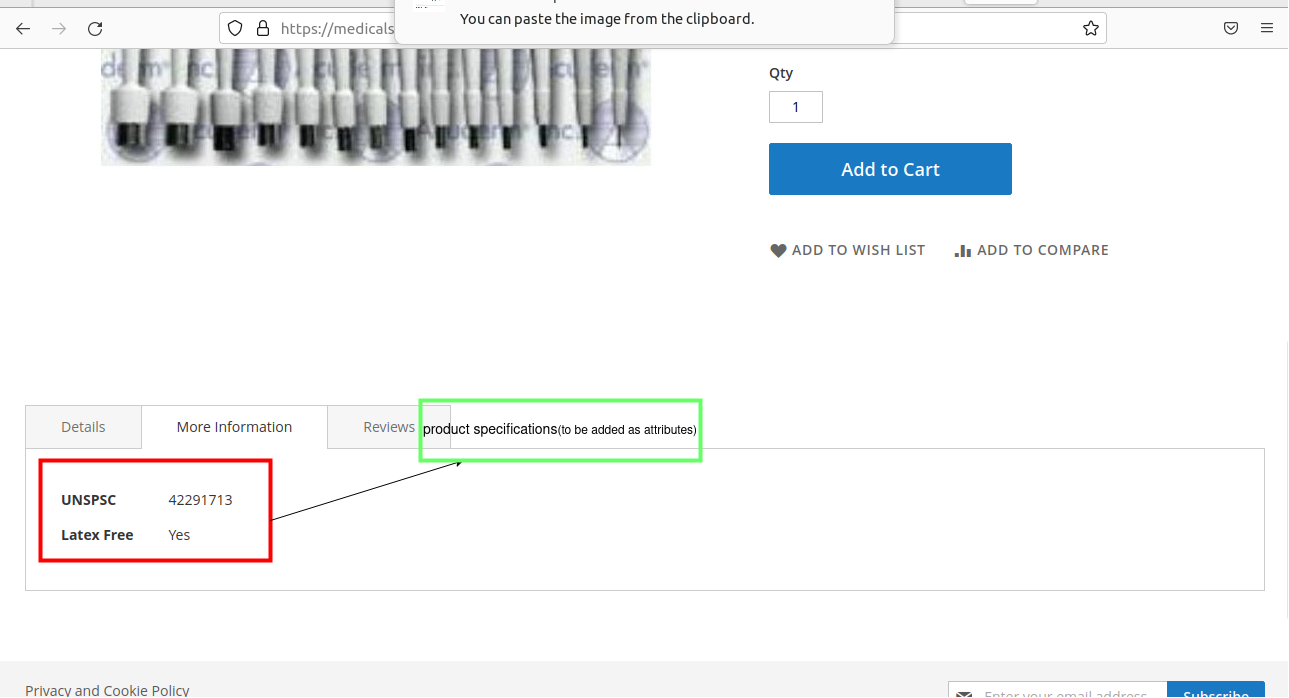 You can paste the image from the clipboard.
https://medicals
Qty
1
Add to Cart
ADD TO WISH LIST
ADD TO COMPARE
Details
More Information
Reviews
product specifications(to be added as attributes)
UNSPSC 42291713
Latex Free Yes
Privacy and Cookie Policy
Enter your email address
Subscribe